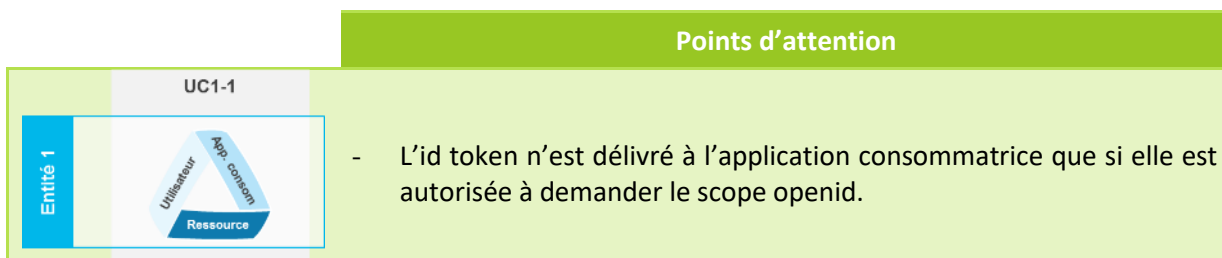 Points d’attention
UC1-1
Entité 1
Utilisateur
App. consom
Ressource
- L’id token n’est délivré à l’application consommatrice que si elle est
autorisée à demander le scope openid.